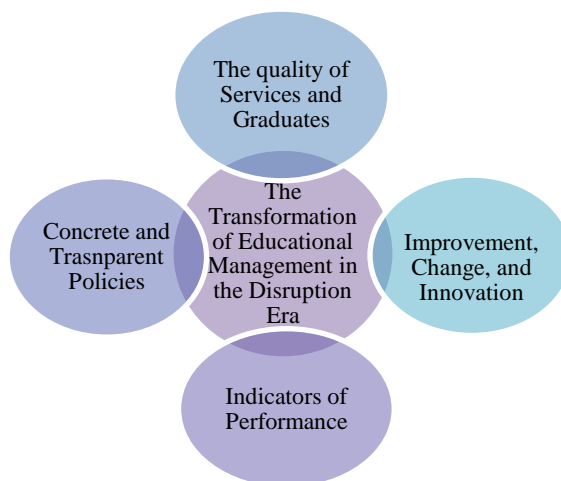 The quality of
Services and
Graduates
The
Transformation
of Educational
Management in
the Disruption
Era
Concrete and
Trasnparent
Policies
Improvement,
Change, and
Innovation
Indicators of
Performance